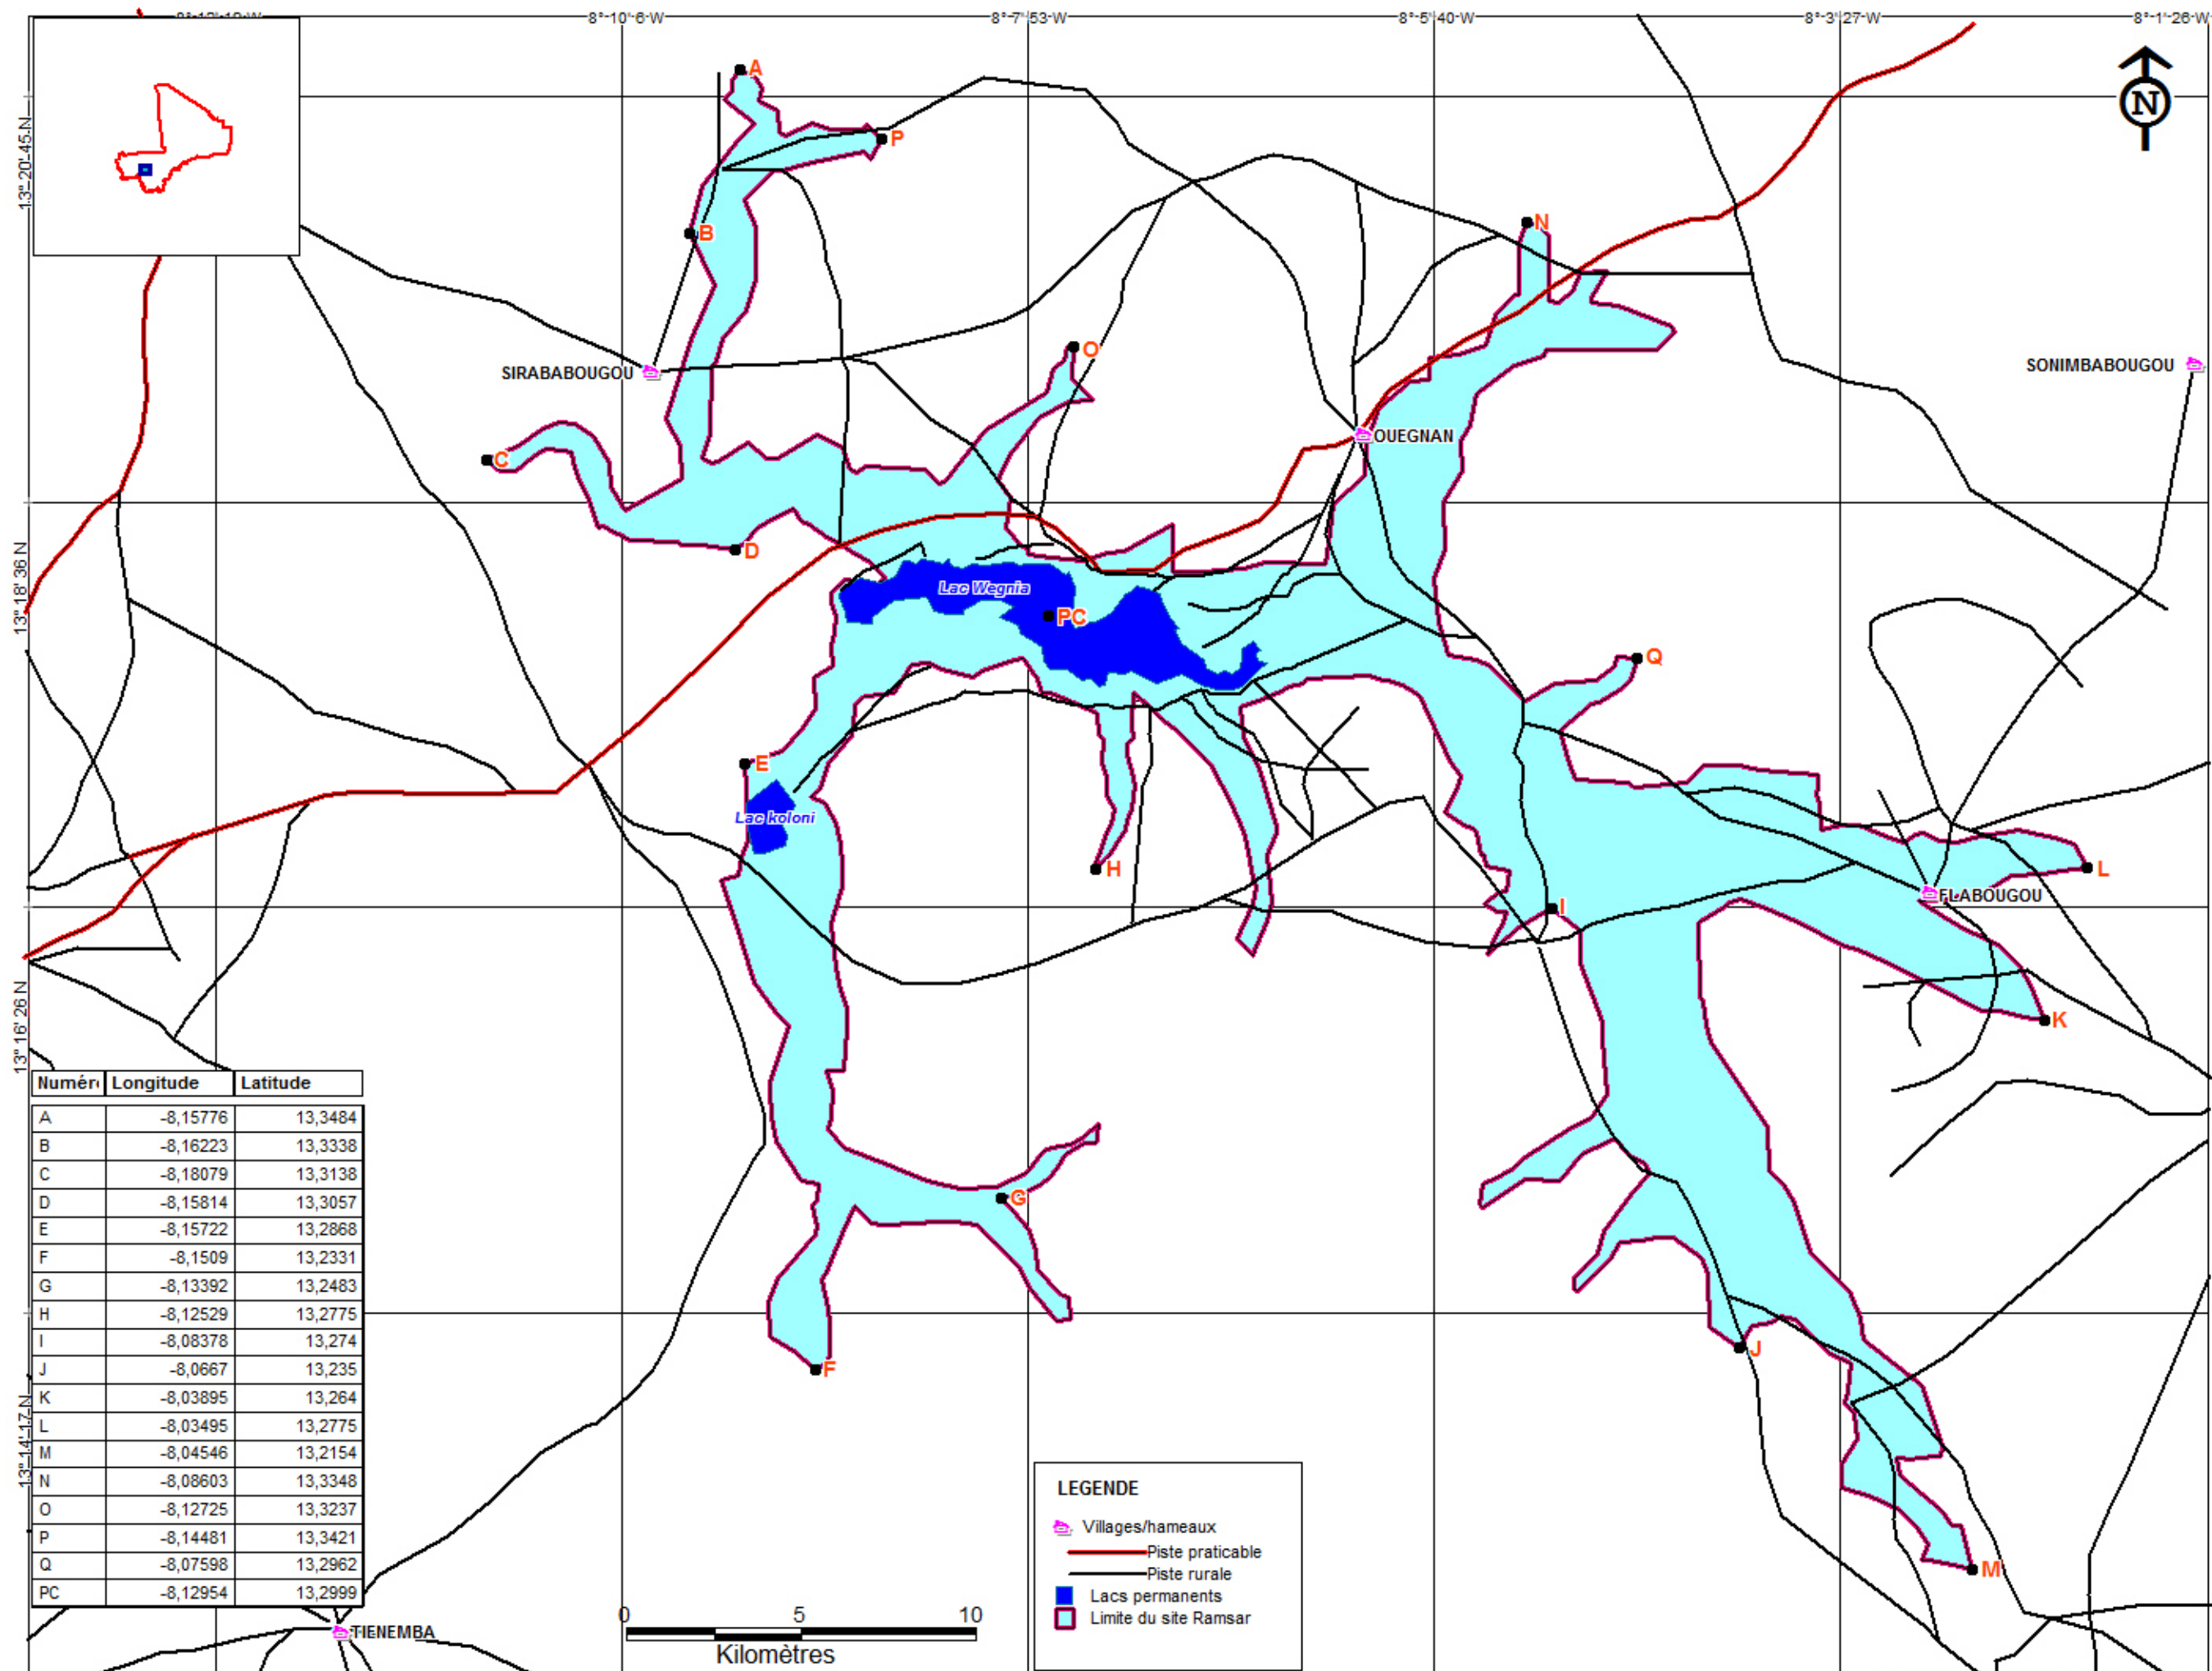 8°-10'-6"-W
8°-7'-53"-W
8°-5'-40"-W
8°-3'-27"-W
8°-1'-26"-W
N
13°-20'-45"-N
13° 18' 36 N
13° 16' 26 N
13°-14'-17'-N
A
P
B
N
O
C
D
PC
Q
E
H
I
L
K
G
F
J
M
SIRABABOUGOU
SONIMBABOUGOU
OUEGNAN
ELABOUGOU
TIENEMBA
Lac Wegnia
Lac koloni
Numér Longitude Latitude
A -8,15776 13,3484
B -8,16223 13,3338
C -8,18079 13,3138
D -8,15814 13,3057
E -8,15722 13,2868
F -8,1509 13,2331
G -8,13392 13,2483
H -8,12529 13,2775
I -8,08378 13,274
J -8,0667 13,235
K -8,03895 13,264
L -8,03495 13,2775
M -8,04546 13,2154
N -8,08603 13,3348
O -8,12725 13,3237
P -8,14481 13,3421
Q -8,07598 13,2962
PC -8,12954 13,2999
0 5 10
Kilomètres
LEGENDE
Villages/hameaux
Piste praticable
Piste rurale
Lacs permanents
Limite du site Ramsar